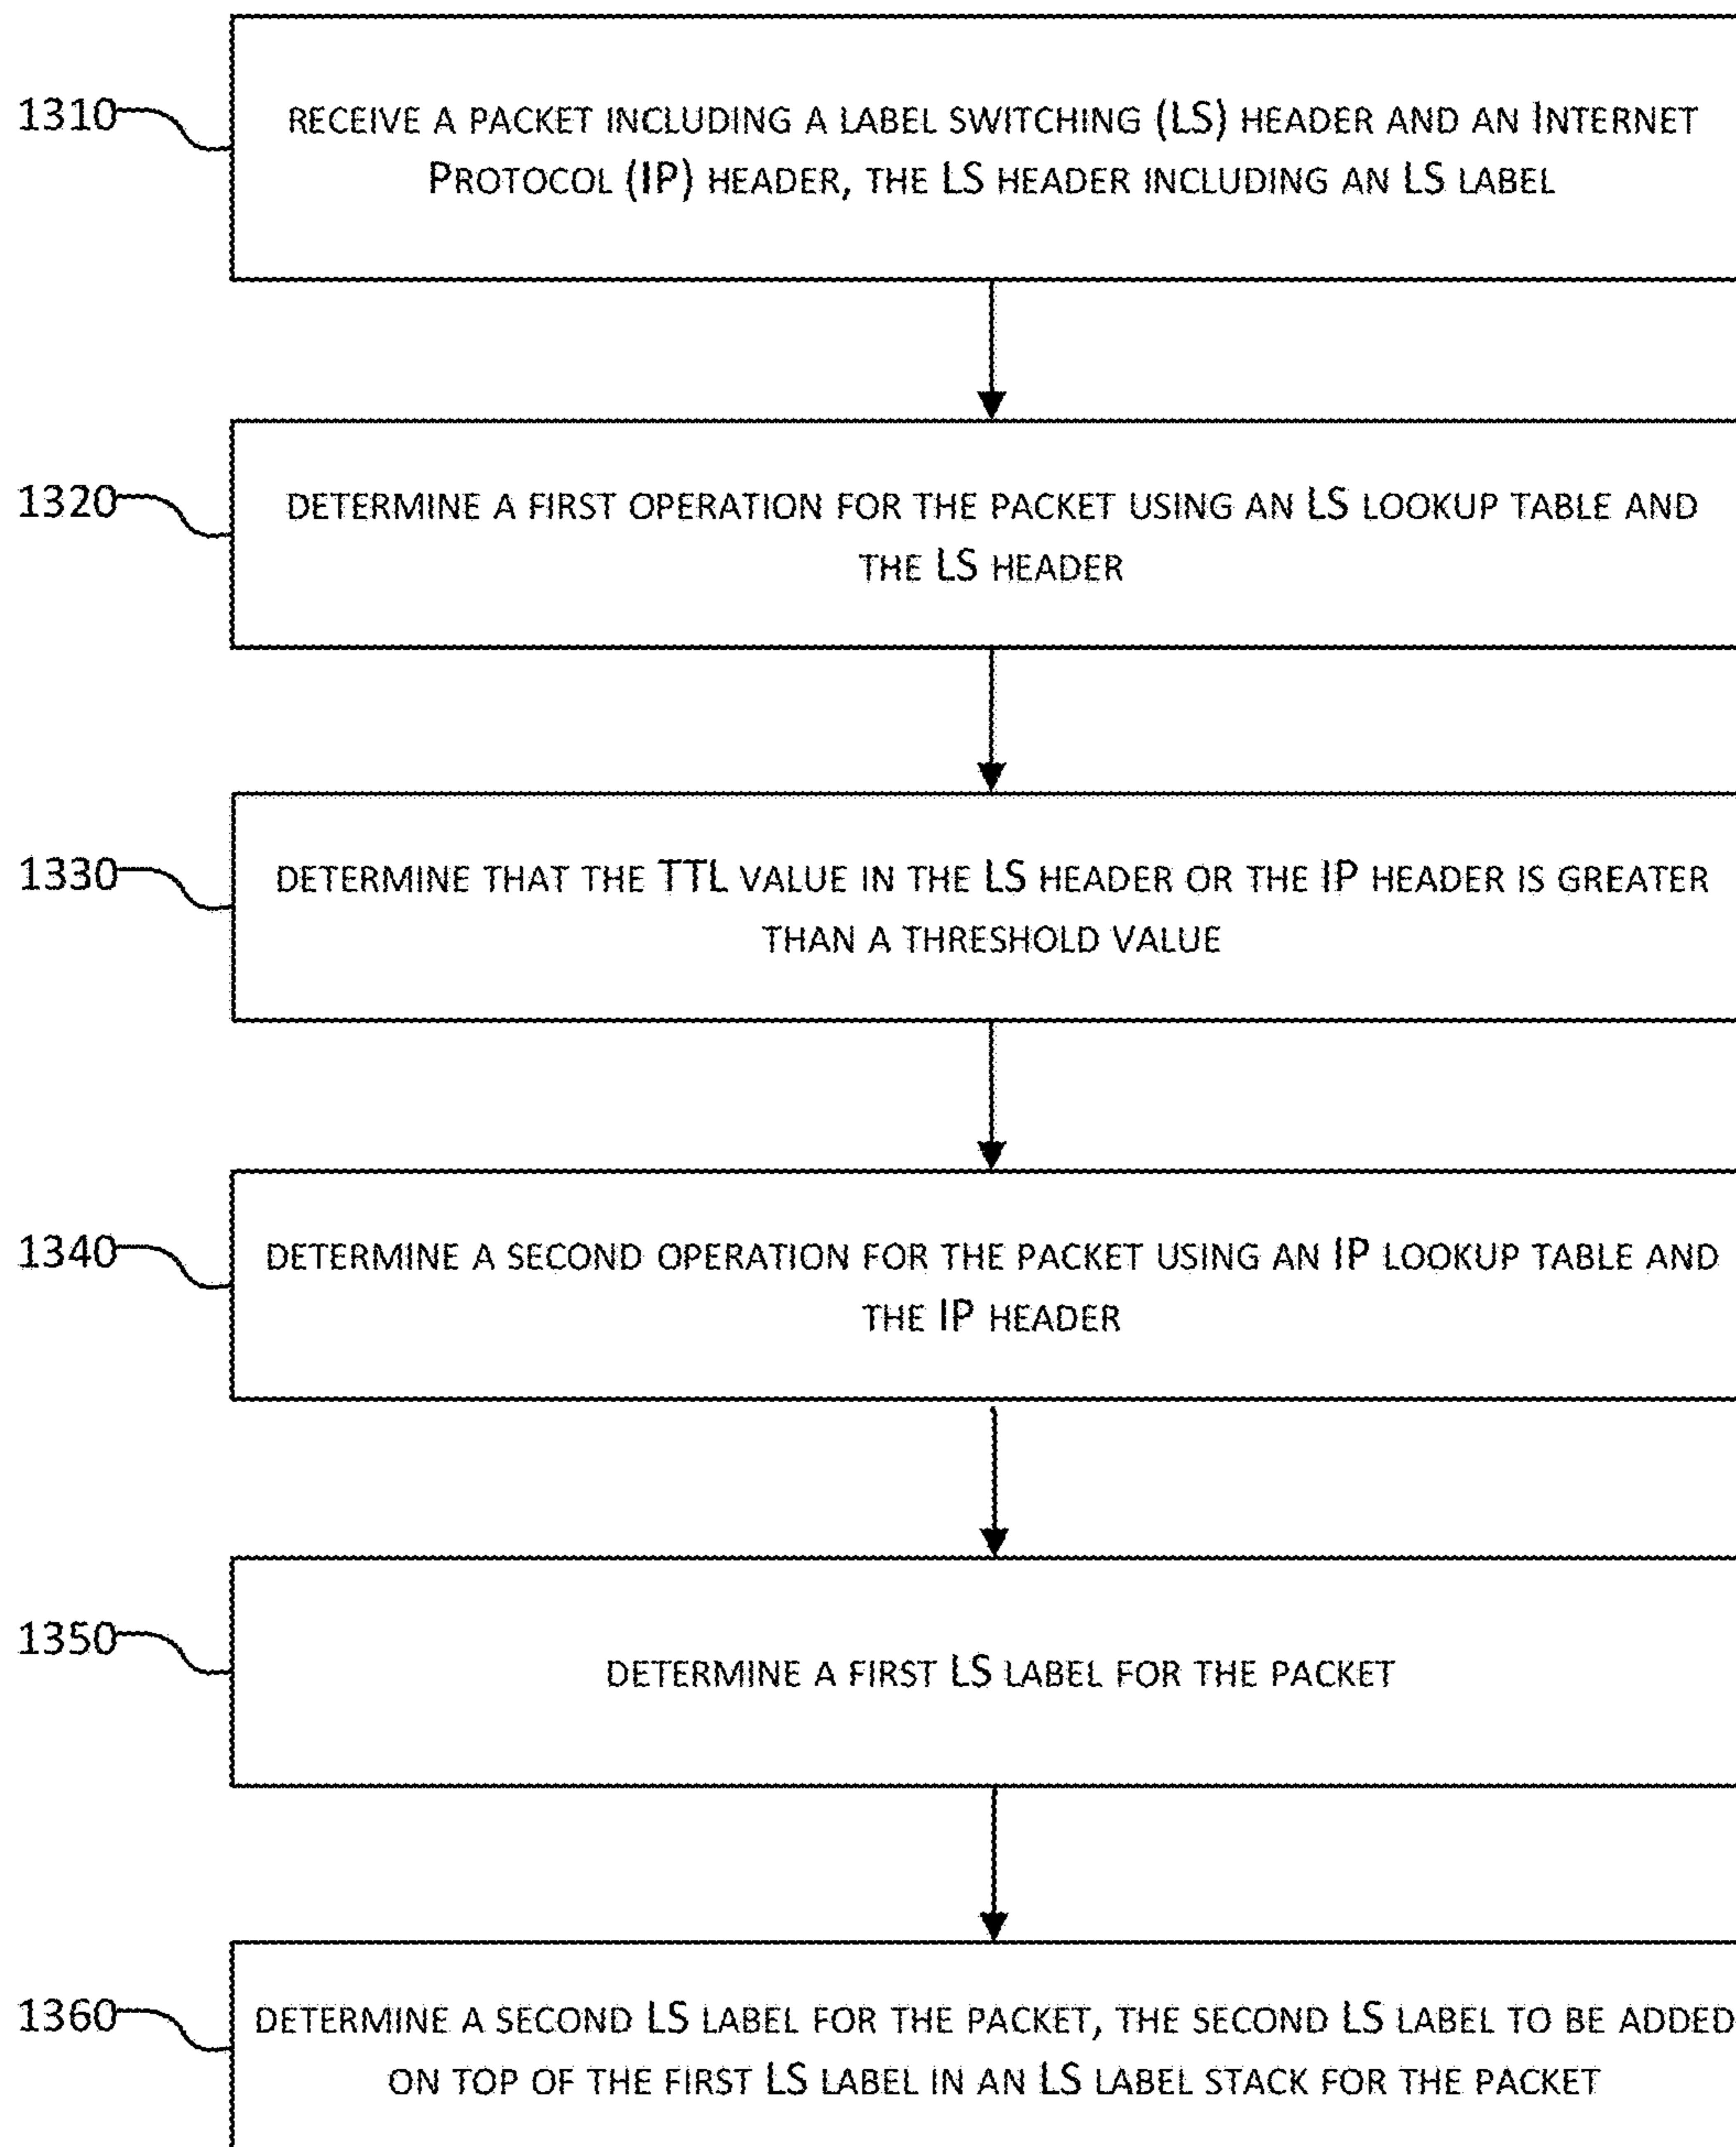 1310
RECEIVE A PACKET INCLUDING A LABEL SWITCHING (LS) HEADER AND AN INTERNET
PROTOCOL (IP) HEADER, THE LS HEADER INCLUDING AN LS LABEL
1320
DETERMINE A FIRST OPERATION FOR THE PACKET USING AN LS LOOKUP TABLE AND
THE LS HEADER
1330
DETERMINE THAT THE TTL VALUE IN THE LS HEADER OR THE IP HEADER IS GREATER
THAN A THRESHOLD VALUE
1340
DETERMINE A SECOND OPERATION FOR THE PACKET USING AN IP LOOKUP TABLE AND
THE IP HEADER
1350
DETERMINE A FIRST LS LABEL FOR THE PACKET
1360
DETERMINE A SECOND LS LABEL FOR THE PACKET, THE SECOND LS LABEL TO BE ADDED
ON TOP OF THE FIRST LS LABEL IN AN LS LABEL STACK FOR THE PACKET